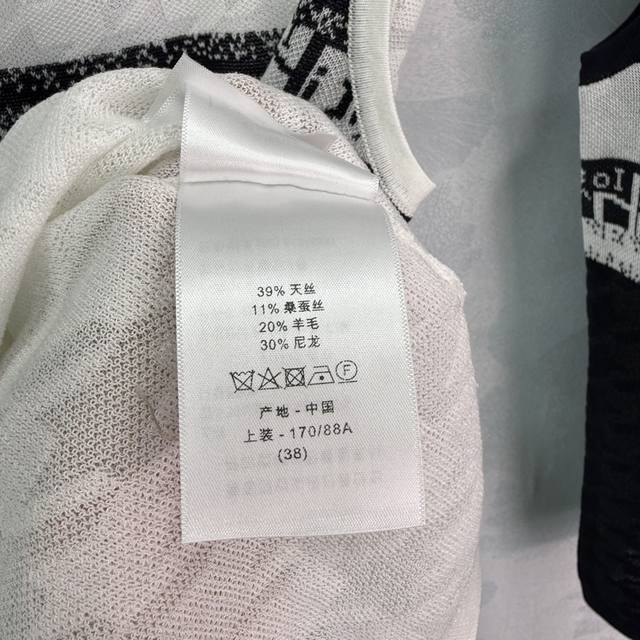 39% 天丝
11% 桑蚕丝
20% 羊毛
30% 尼龙
F
产地 - 中国
上装 - 170/88A
(38)